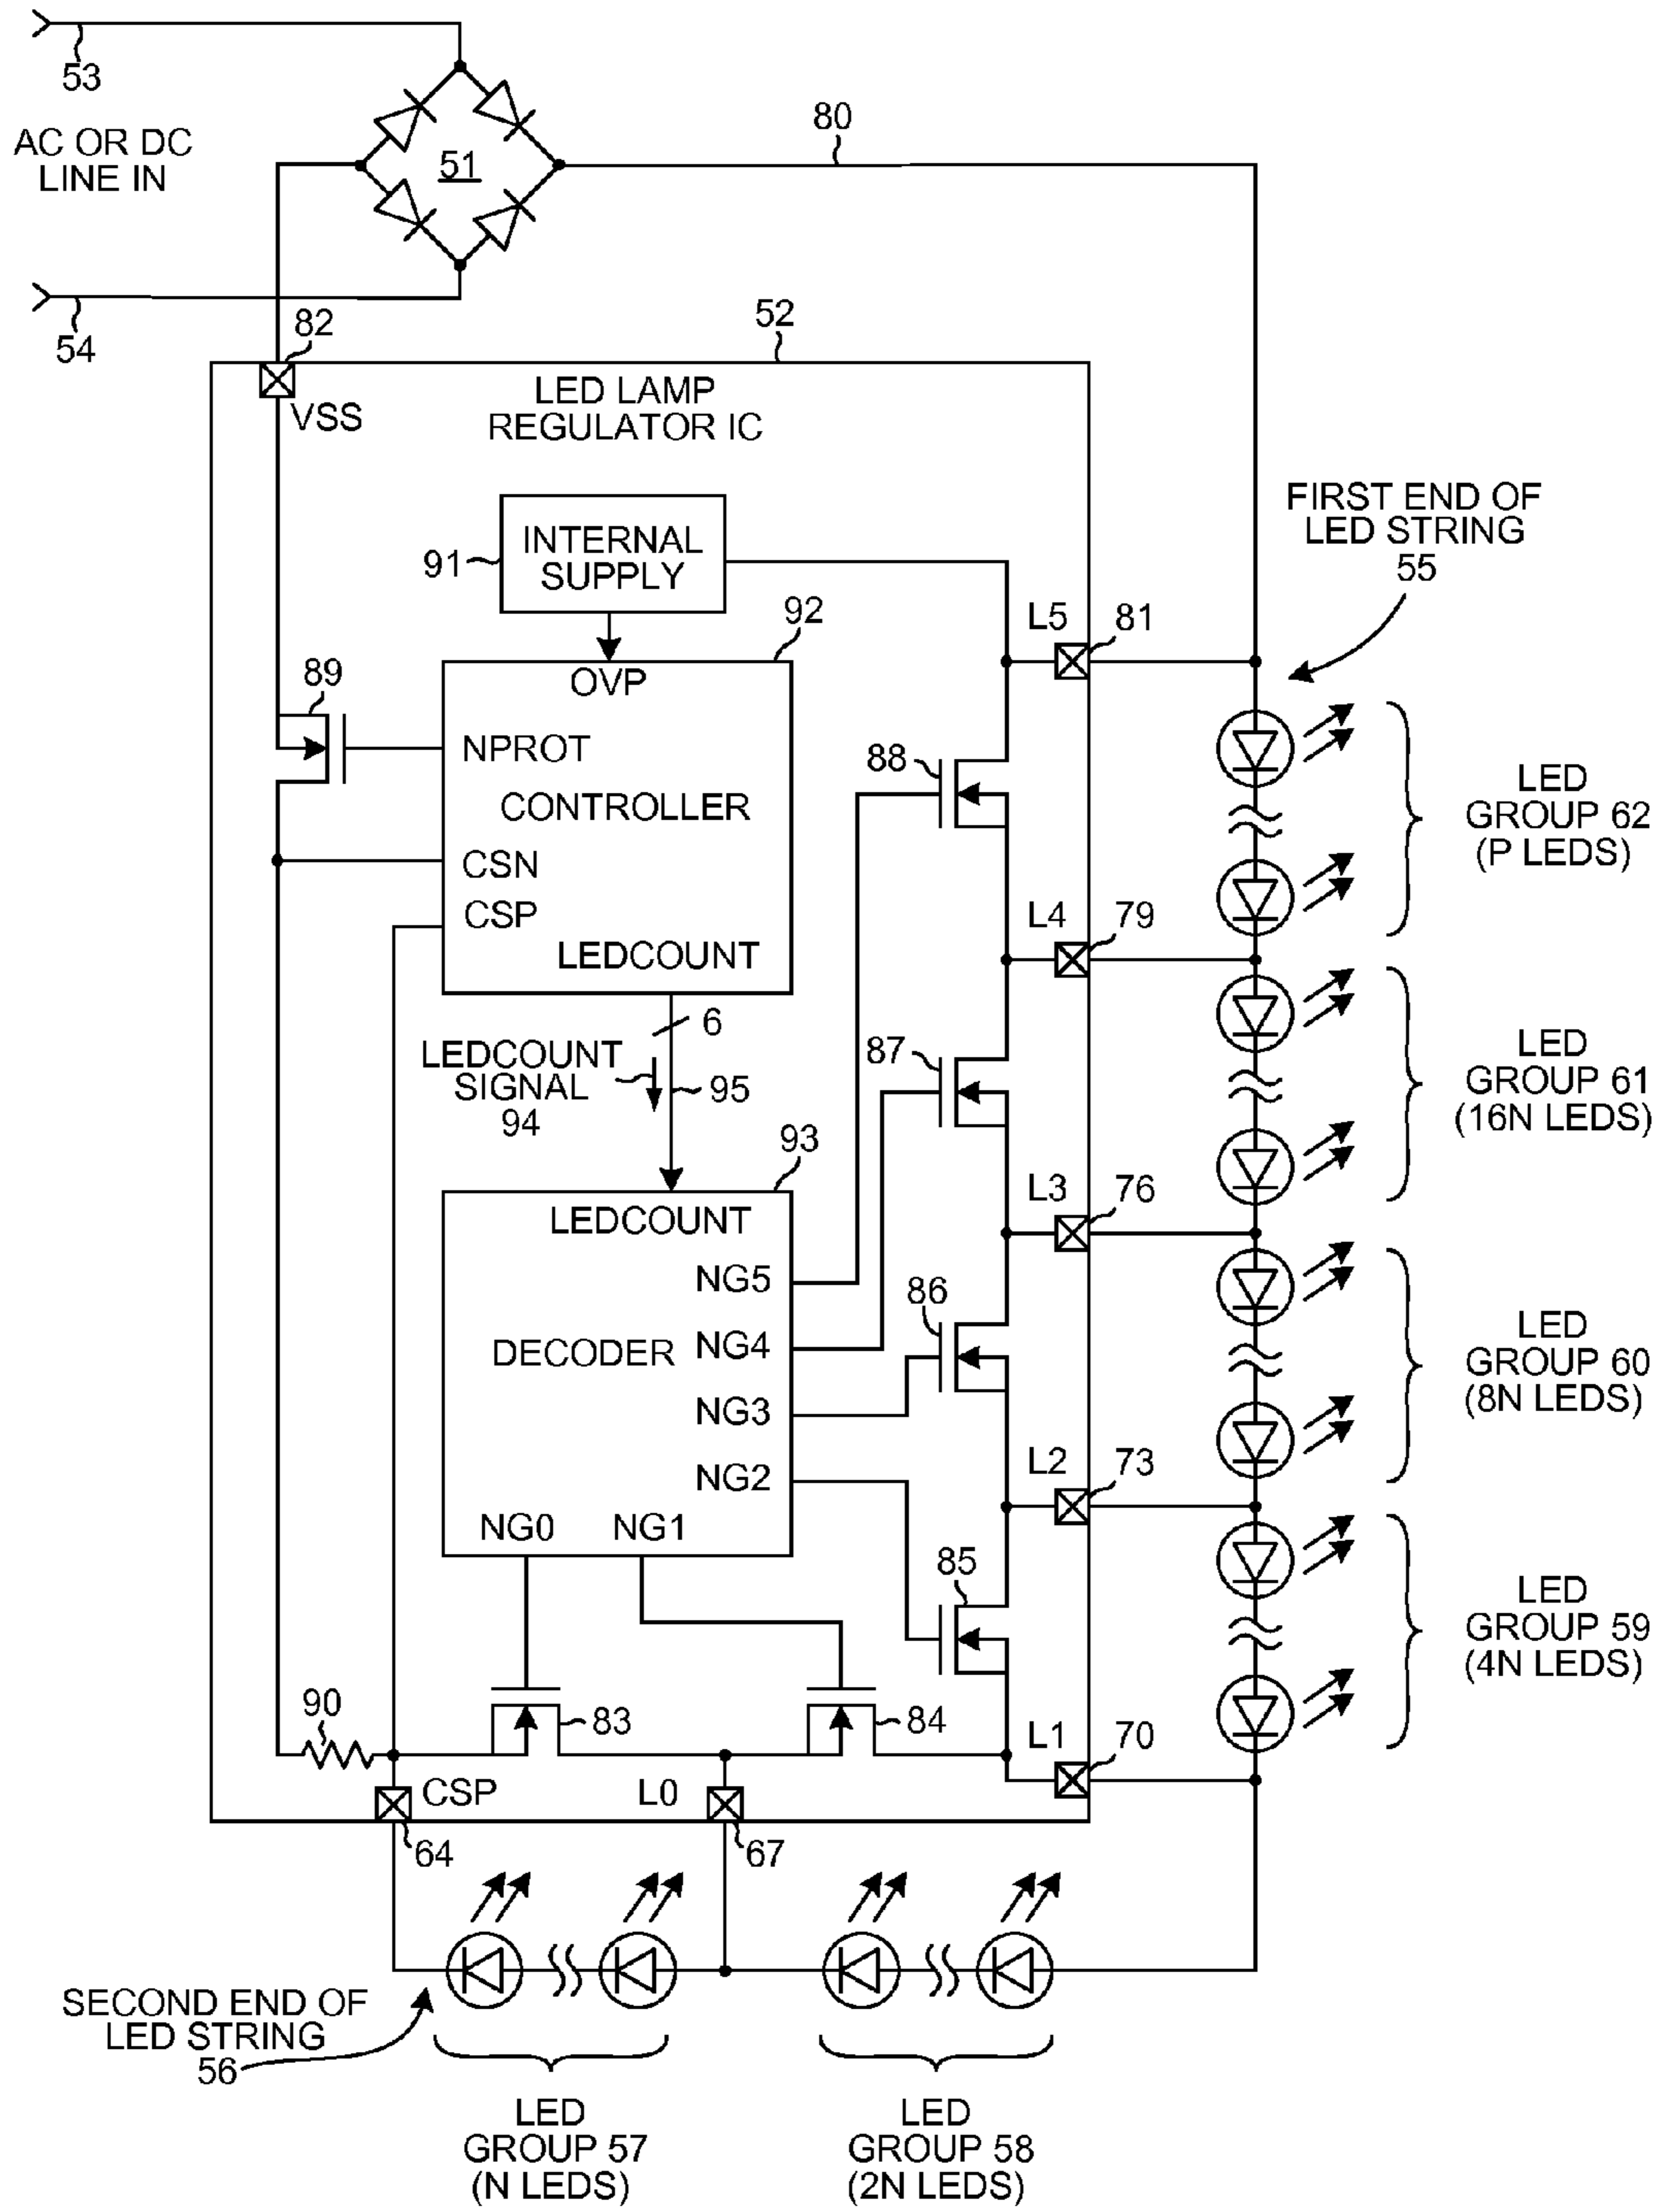 53
AC OR DC
LINE IN
51
80
54
82
52
VSS
LED LAMP
REGULATOR IC
FIRST END OF
LED STRING
55
INTERNAL
SUPPLY
91
92
L5
81
OVP
89
NPROT
CONTROLLER
CSN
CSP
LEDCOUNT
88
LED
GROUP 62
(P LEDS)
L4
79
6
LEDCOUNT
SIGNAL
94
95
87
LED
GROUP 61
(16N LEDS)
93
L3
76
LEDCOUNT
NG5
DECODER
NG4
NG3
NG2
NG0
NG1
86
LED
GROUP 60
(8N LEDS)
L2
73
85
LED
GROUP 59
(4N LEDS)
90
83
84
L1
70
CSP
L0
64
67
SECOND END OF
LED STRING
56
LED
GROUP 57
(N LEDS)
LED
GROUP 58
(2N LEDS)